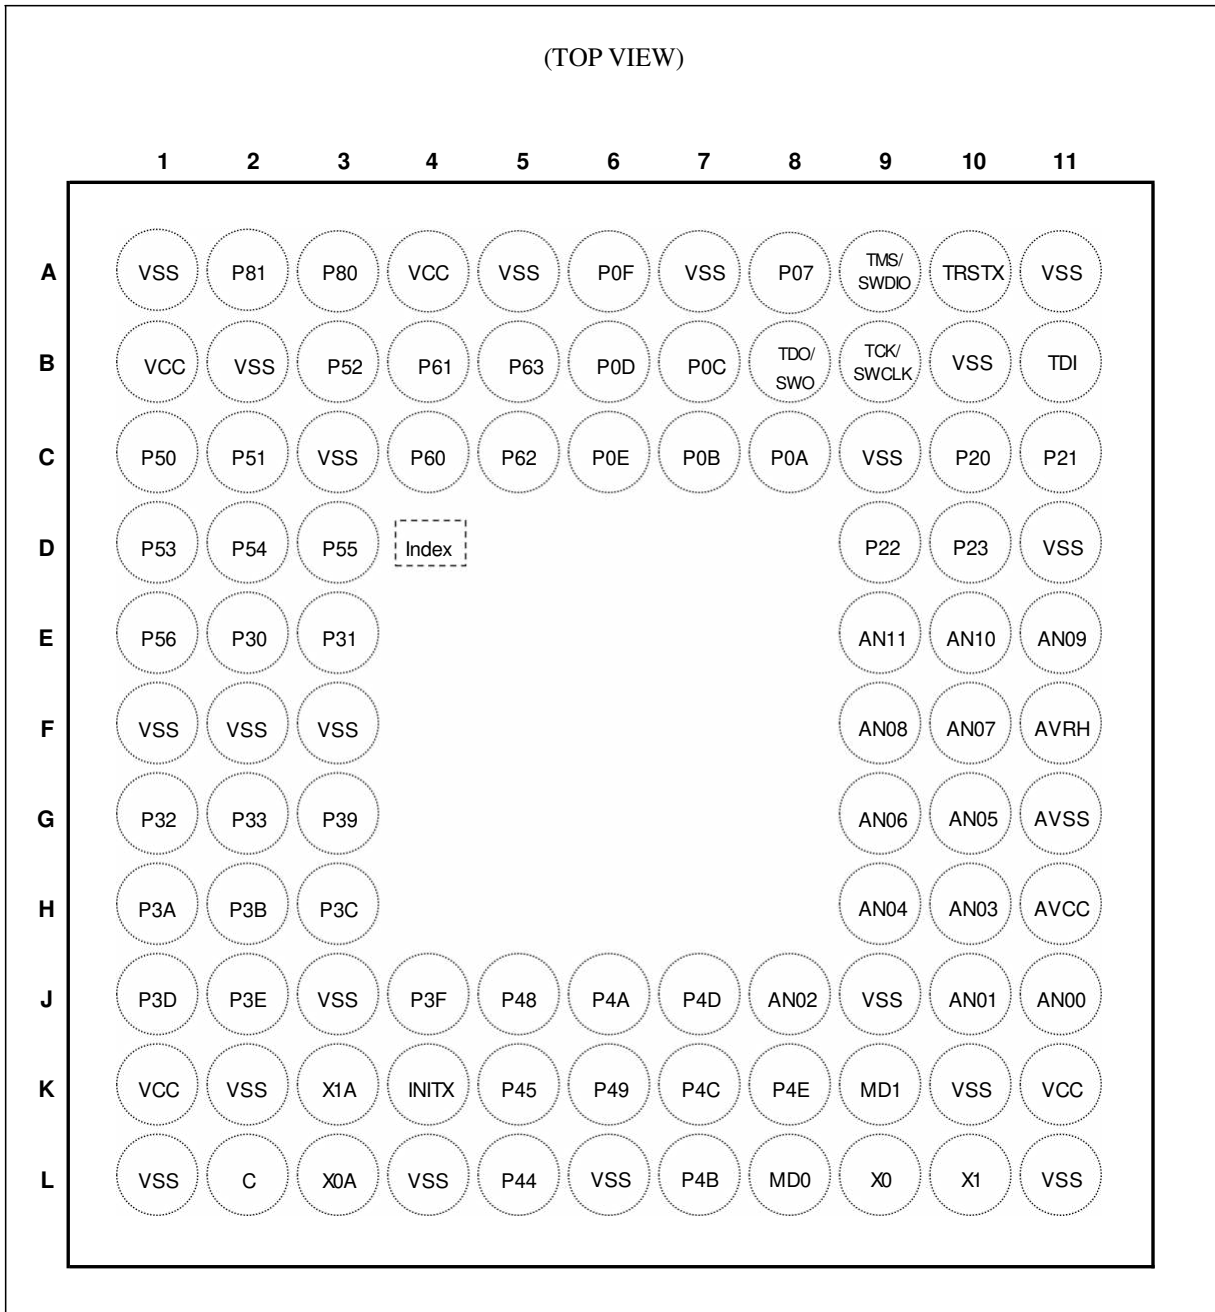 (TOP VIEW)
1 2 3 4 5 6 7 8 9 10 11
A VSS P81 P80 VCC VSS P0F VSS P07 TMS/ SWDIO TRSTX VSS
B VCC VSS P52 P61 P63 P0D P0C TDO/ SWO TCK/ SWCLK VSS TDI
C P50 P51 VSS P60 P62 P0E P0B P0A VSS P20 P21
D P53 P54 P55 Index P22 P23 VSS
E P56 P30 P31 AN11 AN10 AN09
F VSS VSS VSS AN08 AN07 AVRH
G P32 P33 P39 AN06 AN05 AVSS
H P3A P3B P3C AN04 AN03 AVCC
J P3D P3E VSS P3F P48 P4A P4D AN02 VSS AN01 AN00
K VCC VSS X1A INITX P45 P49 P4C P4E MD1 VSS VCC
L VSS C X0A VSS P44 VSS P4B MD0 X0 X1 VSS